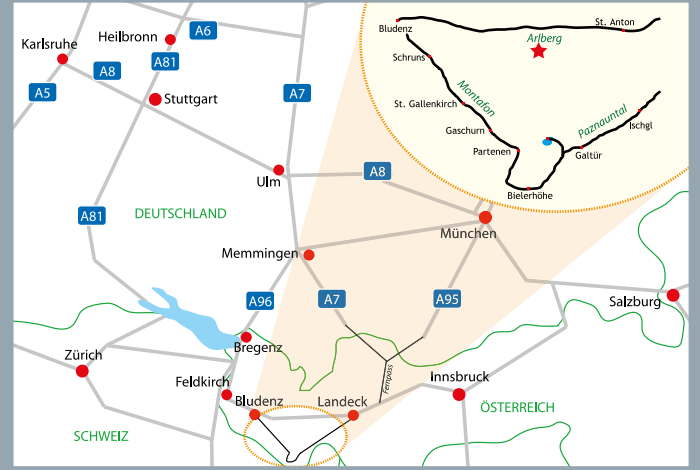 Karlsruhe
Heilbronn
A6
A8
A81
A5
Stuttgart
A7
Ulm
A8
A81
DEUTSCHLAND
Memmingen
München
A96
A7
A95
Salzburg
Bregenz
Zürich
Feldkirch
Bludenz
Landeck
Fernpass
Innsbruck
ÖSTERREICH
SCHWEIZ
Bludenz
St. Anton
Arlberg
Schruns
Montafon
St. Gallenkirch
Gaschurn
Partenen
Paznauntal
Ischgl
Galtür
Bielerhöhe